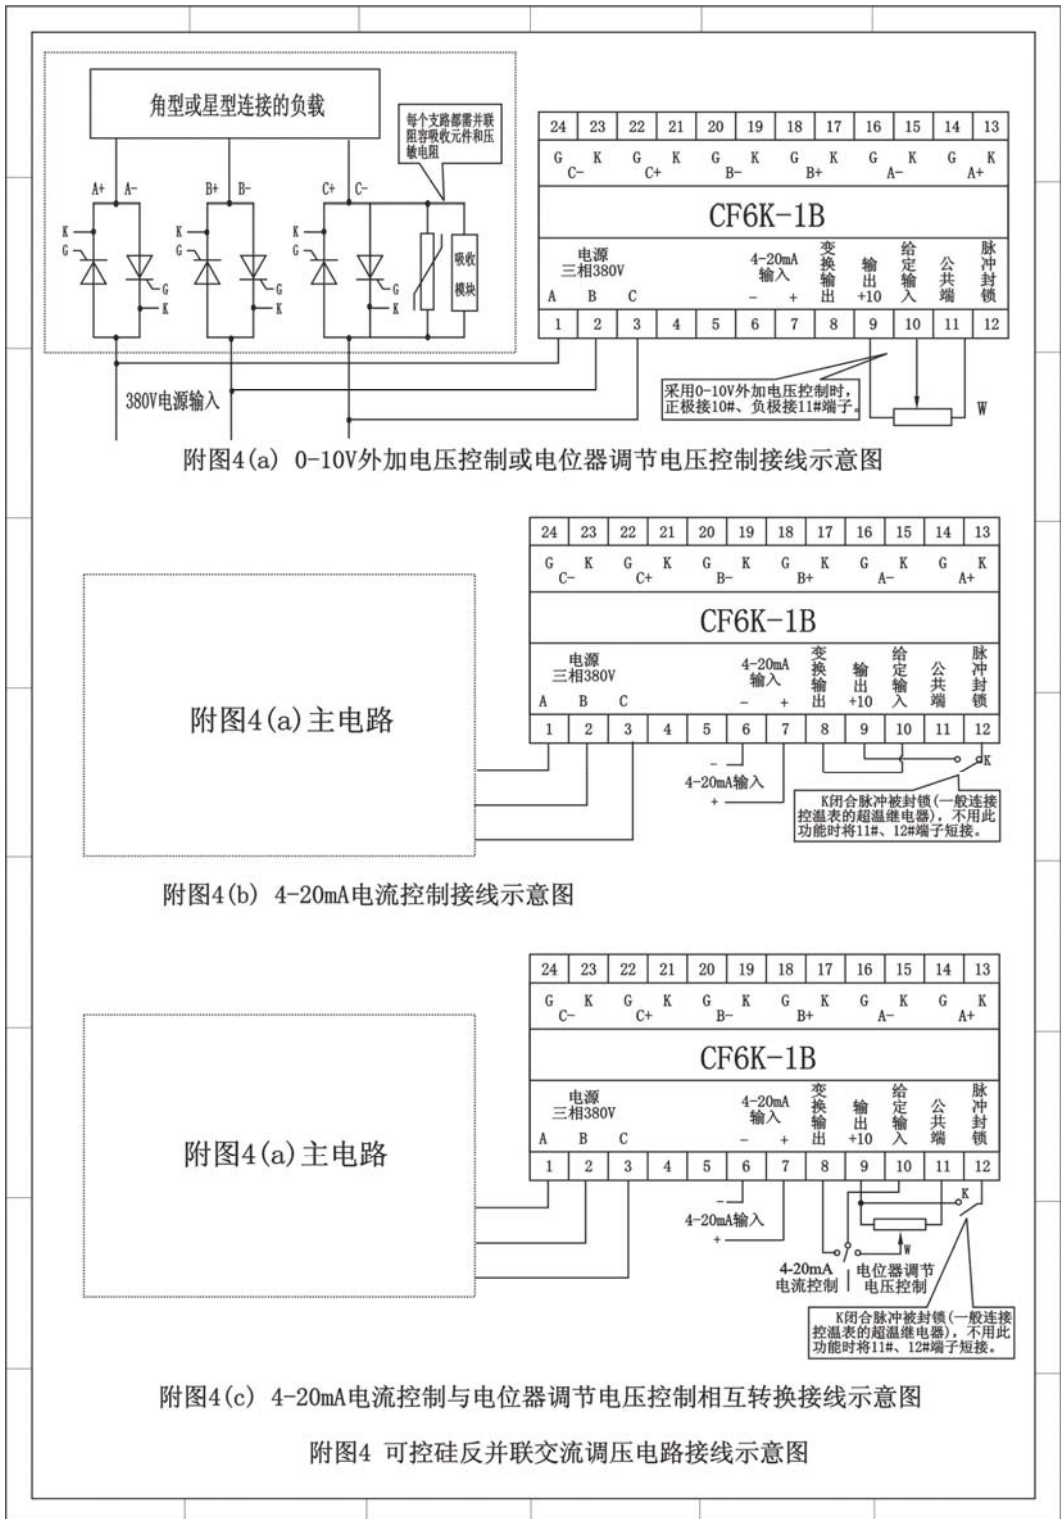 角型或星型连接的负载
每个支路都需并联
阻容吸收元件和压
敏电阻
A+ A- B+ B- C+ C-
K K K
G G G
G G K
K K
吸收
模块
380V电源输入
24 23 22 21 20 19 18 17 16 15 14 13
G K G K G K G K G K G K
C- C+ B- B+ A- A+
CF6K-1B
电源
三相380V
A B C
4-20mA
输入
- +
变换输出
输出+10
给定输入
公共端
脉冲封锁
1 2 3 4 5 6 7 8 9 10 11 12
采用0-10V外加电压控制时,
正极接10#、负极接11#端子。
W
附图4(a) 0-10V外加电压控制或电位器调节电压控制接线示意图
24 23 22 21 20 19 18 17 16 15 14 13
G K G K G K G K G K G K
C- C+ B- B+ A- A+
CF6K-1B
电源
三相380V
A B C
4-20mA
输入
- +
变换输出
输出+10
给定输入
公共端
脉冲封锁
1 2 3 4 5 6 7 8 9 10 11 12
附图4(a)主电路
-
4-20mA输入
+
K
K闭合脉冲被封锁(一般连接
控温表的超温继电器),不用此
功能时将11#、12#端子短接。
附图4(b) 4-20mA电流控制接线示意图
24 23 22 21 20 19 18 17 16 15 14 13
G K G K G K G K G K G K
C- C+ B- B+ A- A+
CF6K-1B
电源
三相380V
A B C
4-20mA
输入
- +
变换输出
输出+10
给定输入
公共端
脉冲封锁
1 2 3 4 5 6 7 8 9 10 11 12
附图4(a)主电路
-
4-20mA输入
+
K
W
4-20mA
电流控制
电位器调节
电压控制
K闭合脉冲被封锁(一般连接
控温表的超温继电器),不用此
功能时将11#、12#端子短接。
附图4(c) 4-20mA电流控制与电位器调节电压控制相互转换接线示意图
附图4 可控硅反并联交流调压电路接线示意图